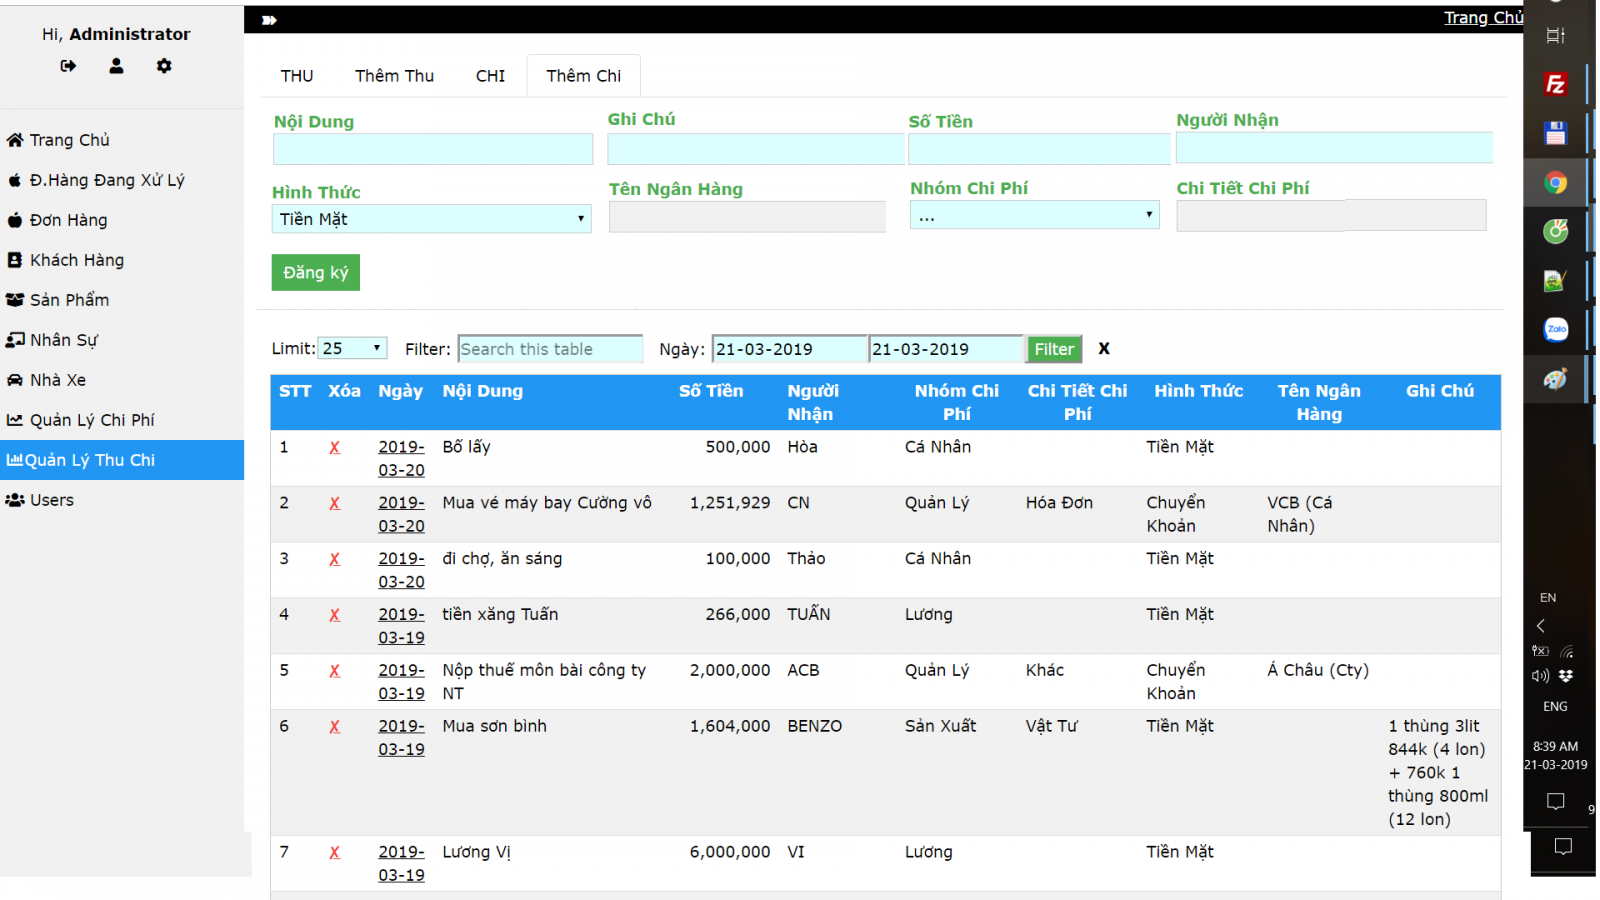 Hi, Administrator
Trang Chủ
Trang Chủ
Đ.Hàng Đang Xử Lý
Đơn Hàng
Khách Hàng
Sản Phẩm
Nhân Sự
Nhà Xe
Quản Lý Chi Phí
Quản Lý Thu Chi
Users
THU Thêm Thu CHI Thêm Chi
Nội Dung Ghi Chú Số Tiền Người Nhận
Hình Thức Tên Ngân Hàng Nhóm Chi Phí Chi Tiết Chi Phí
Tiền Mặt ...
Đăng ký
Limit: 25 Filter: Search this table Ngày: 21-03-2019 21-03-2019 Filter X
STT Xóa Ngày Nội Dung Số Tiền Người Nhóm Chi Chi Tiết Chi Hình Thức Tên Ngân Ghi Chú
Nhận Phí Phí Hàng
1 X 2019- Bố lấy 500,000 Hòa Cá Nhân Tiền Mặt
03-20
2 X 2019- Mua vé máy bay Cường vô 1,251,929 CN Quản Lý Hóa Đơn Chuyển VCB (Cá
03-20 Khoản Nhân)
3 X 2019- đi chợ, ăn sáng 100,000 Thảo Cá Nhân Tiền Mặt
03-20
4 X 2019- tiền xăng Tuấn 266,000 TUẤN Lương Tiền Mặt
03-19
5 X 2019- Nộp thuế môn bài công ty 2,000,000 ACB Quản Lý Khác Chuyển Á Châu (Cty)
03-19 NT Khoản
6 X 2019- Mua sơn bình 1,604,000 BENZO Sản Xuất Vật Tư Tiền Mặt 1 thùng 3lit
03-19 844k (4 lon)
+ 760k 1
thùng 800ml
(12 lon)
7 X 2019- Lương Vị 6,000,000 VI Lương Tiền Mặt
03-19
Fz
Zalo
EN
ENG
8:39 AM
21-03-2019
9